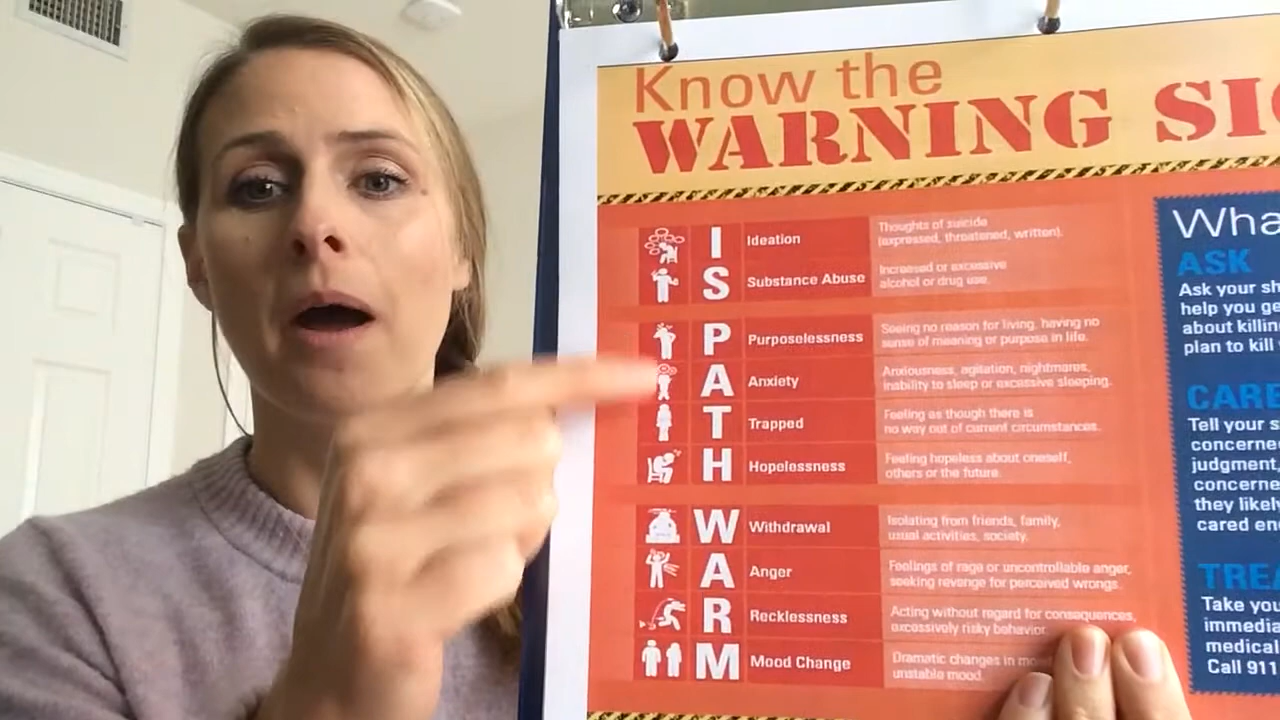 Know the
WARNING SI
I Ideation Thoughts of suicide
(expressed, threatened, written).
S Substance Abuse Increased or excessive
alcohol or drug use.
P Purposelessness Seeing no reason for living, having no
sense of meaning or purpose in life.
A Anxiety Anxiousness, agitation, nightmares,
inability to sleep or excessive sleeping.
T Trapped Feeling as though there is
no way out of current circumstances.
H Hopelessness Feeling hopeless about oneself,
others or the future.
W Withdrawal Isolating from friends, family,
usual activities, society.
A Anger Feelings of rage or uncontrollable anger,
seeking revenge for perceived wrongs.
R Recklessness Acting without regard for consequences,
excessively risky behavior.
M Mood Change Dramatic changes in
unstable mood.
Wha
ASK
Ask your sh
help you ge
about killin
plan to kill
CARE
Tell your s
concerne
judgment,
concerne
they likely
cared en
TREA
Take you
immedia
medical
Call 911